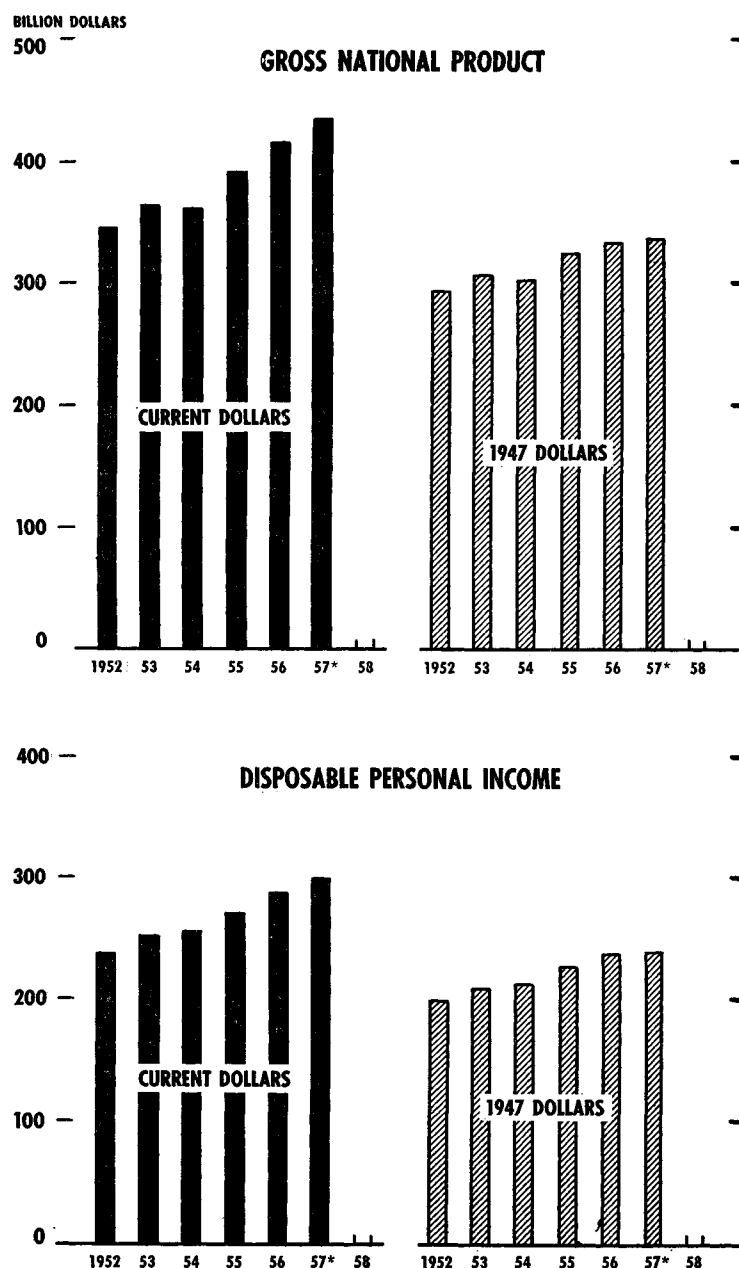 BILLION DOLLARS
500
GROSS NATIONAL PRODUCT
400
300
200
CURRENT DOLLARS
1947 DOLLARS
100
0
1952 53 54 55 56 57* 58 1952 53 54 55 56 57* 58
400
DISPOSABLE PERSONAL INCOME
300
200
CURRENT DOLLARS
1947 DOLLARS
100
0
1952 53 54 55 56 57* 58 1952 53 54 55 56 57* 58